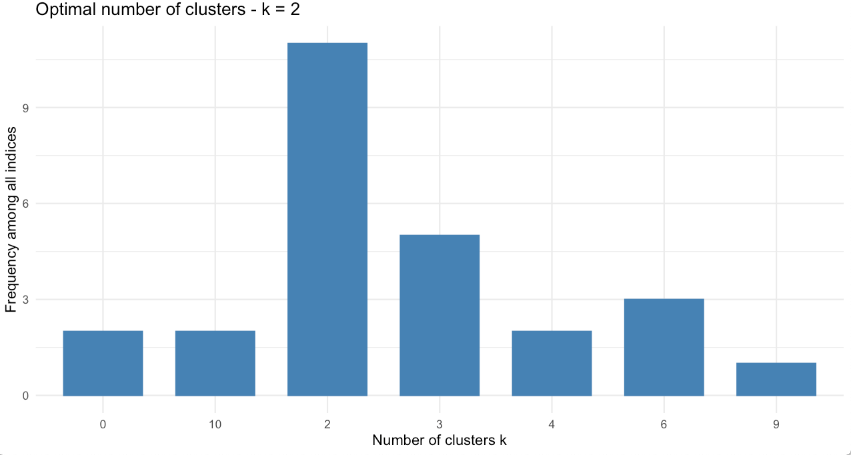 Optimal number of clusters - k = 2
Frequency among all indices
9
6
3
0
0 10 2 3 4 6 9
Number of clusters k